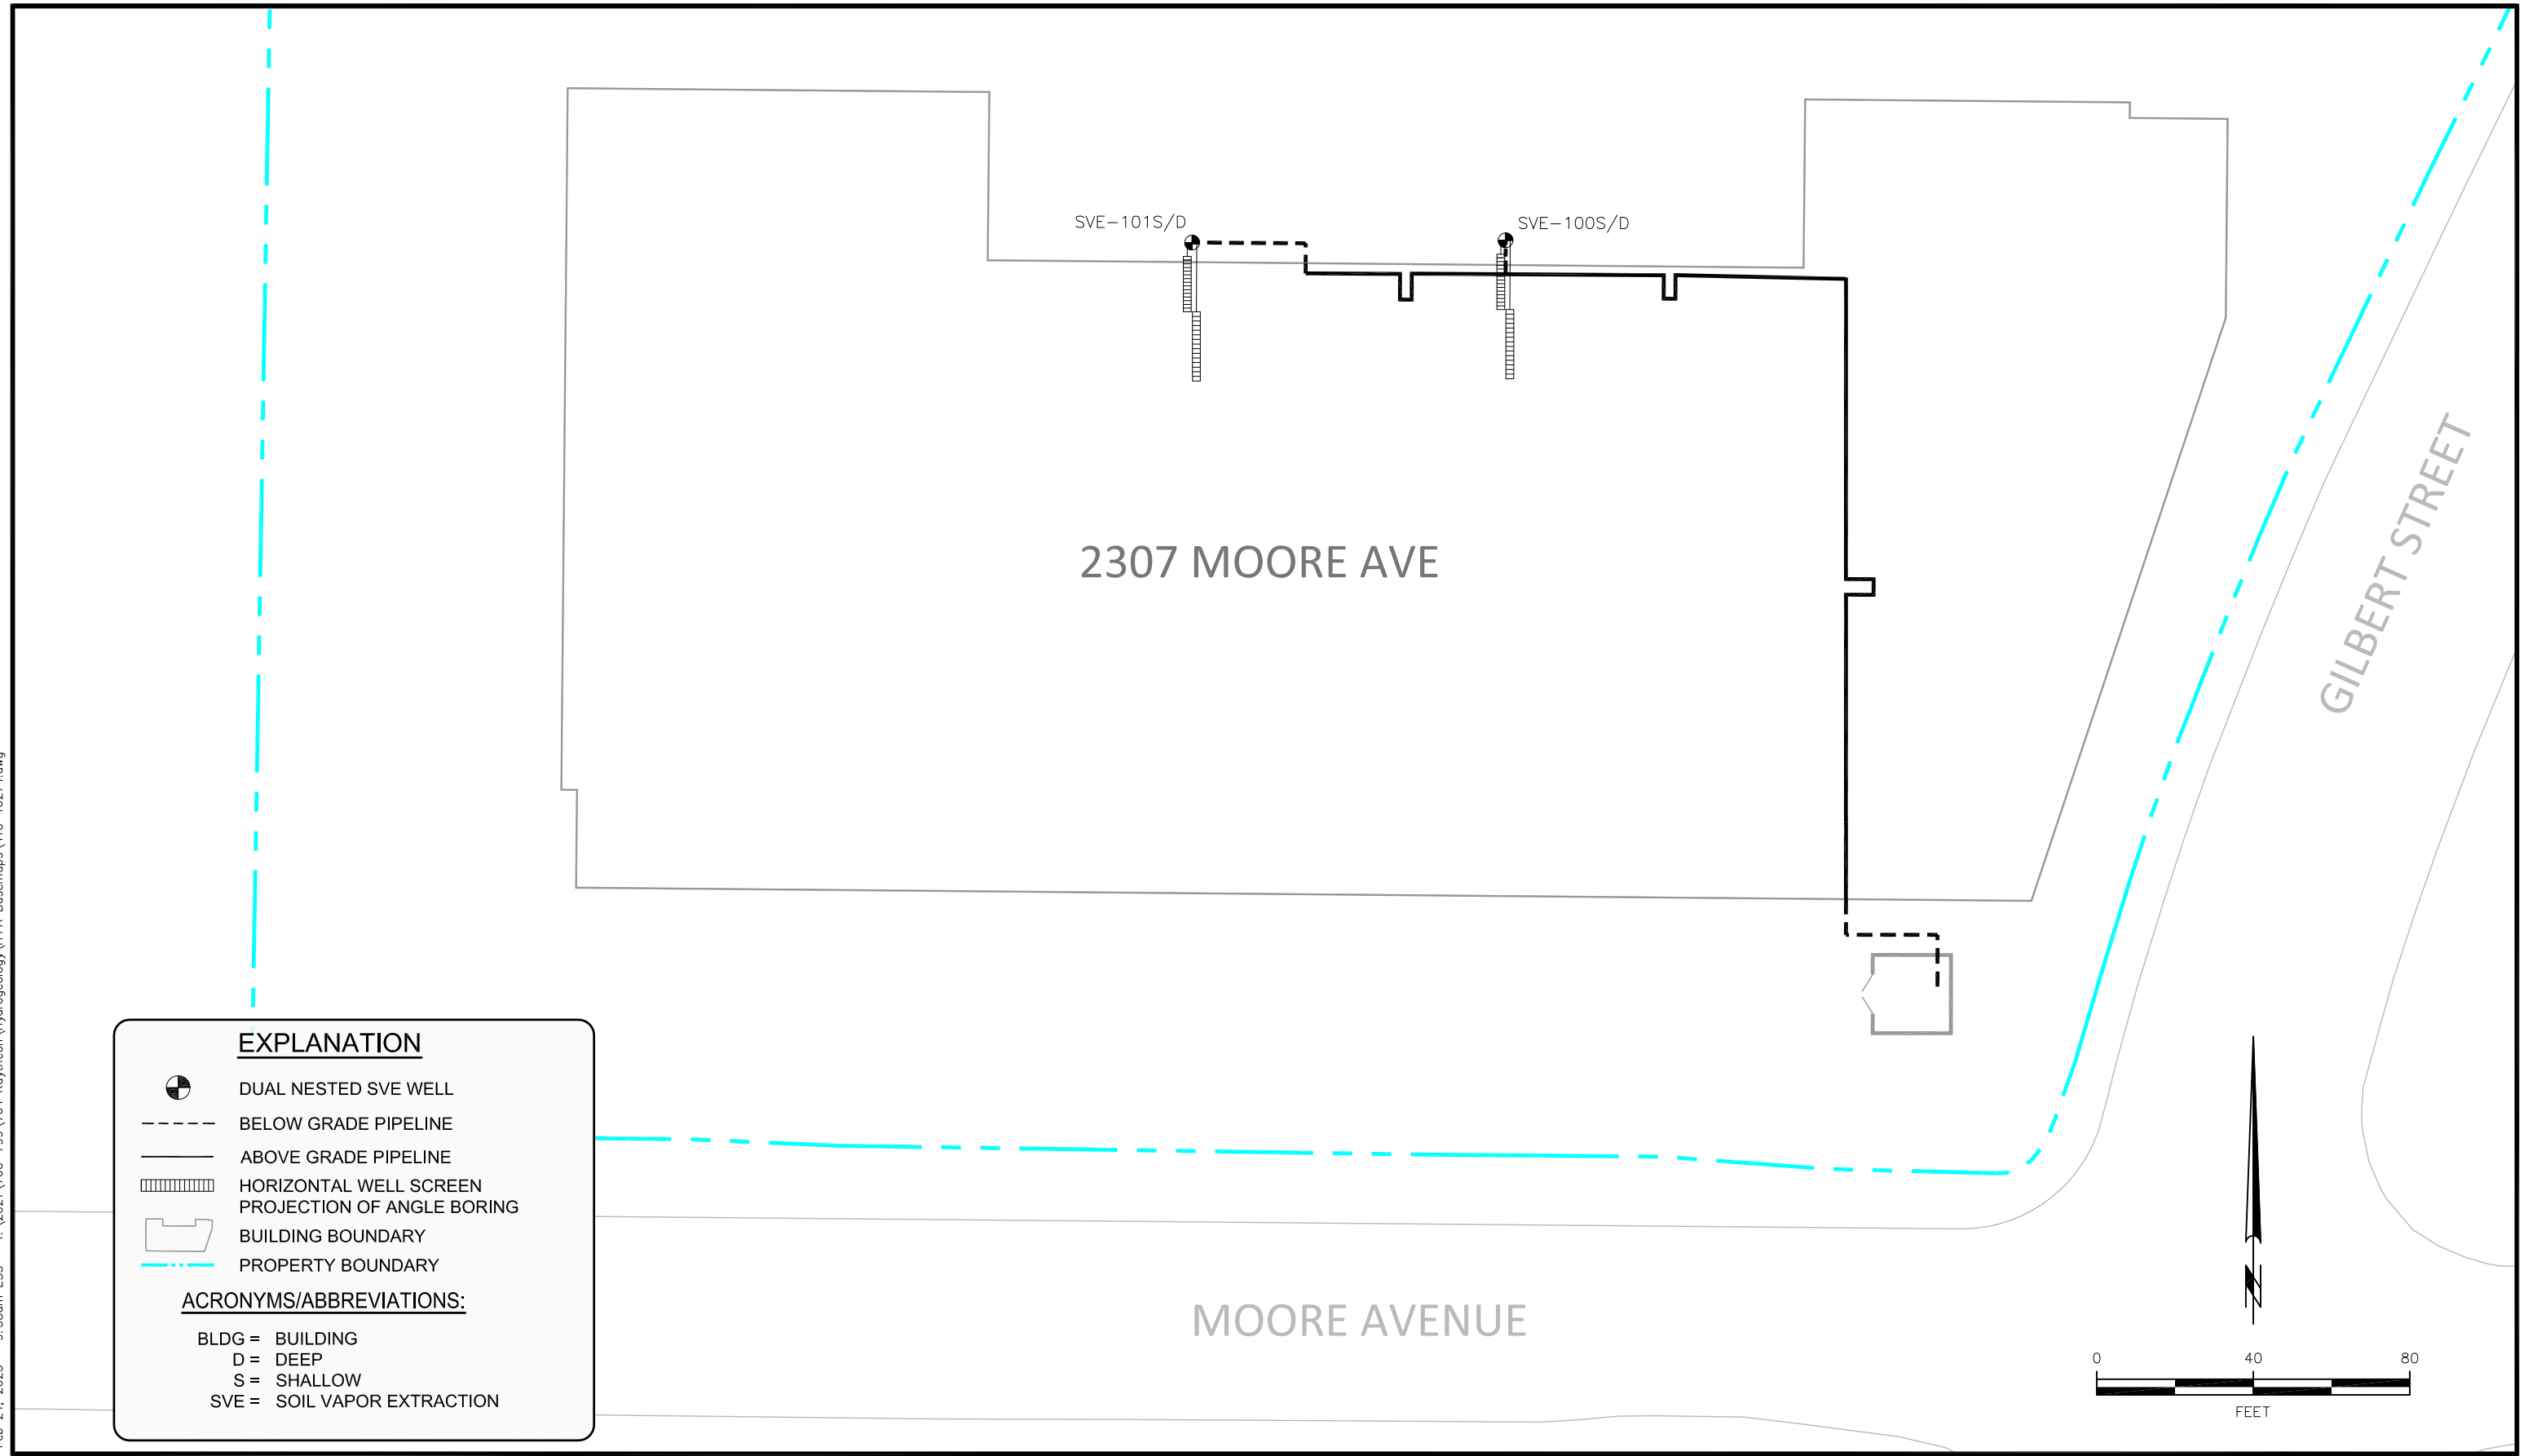 SVE-101S/D
SVE-100S/D
2307 MOORE AVE
GILBERT STREET
MOORE AVENUE
EXPLANATION
DUAL NESTED SVE WELL
BELOW GRADE PIPELINE
ABOVE GRADE PIPELINE
HORIZONTAL WELL SCREEN
PROJECTION OF ANGLE BORING
BUILDING BOUNDARY
PROPERTY BOUNDARY
ACRONYMS/ABBREVIATIONS:
BLDG = BUILDING
D = DEEP
S = SHALLOW
SVE = SOIL VAPOR EXTRACTION
N
0 40 80
FEET